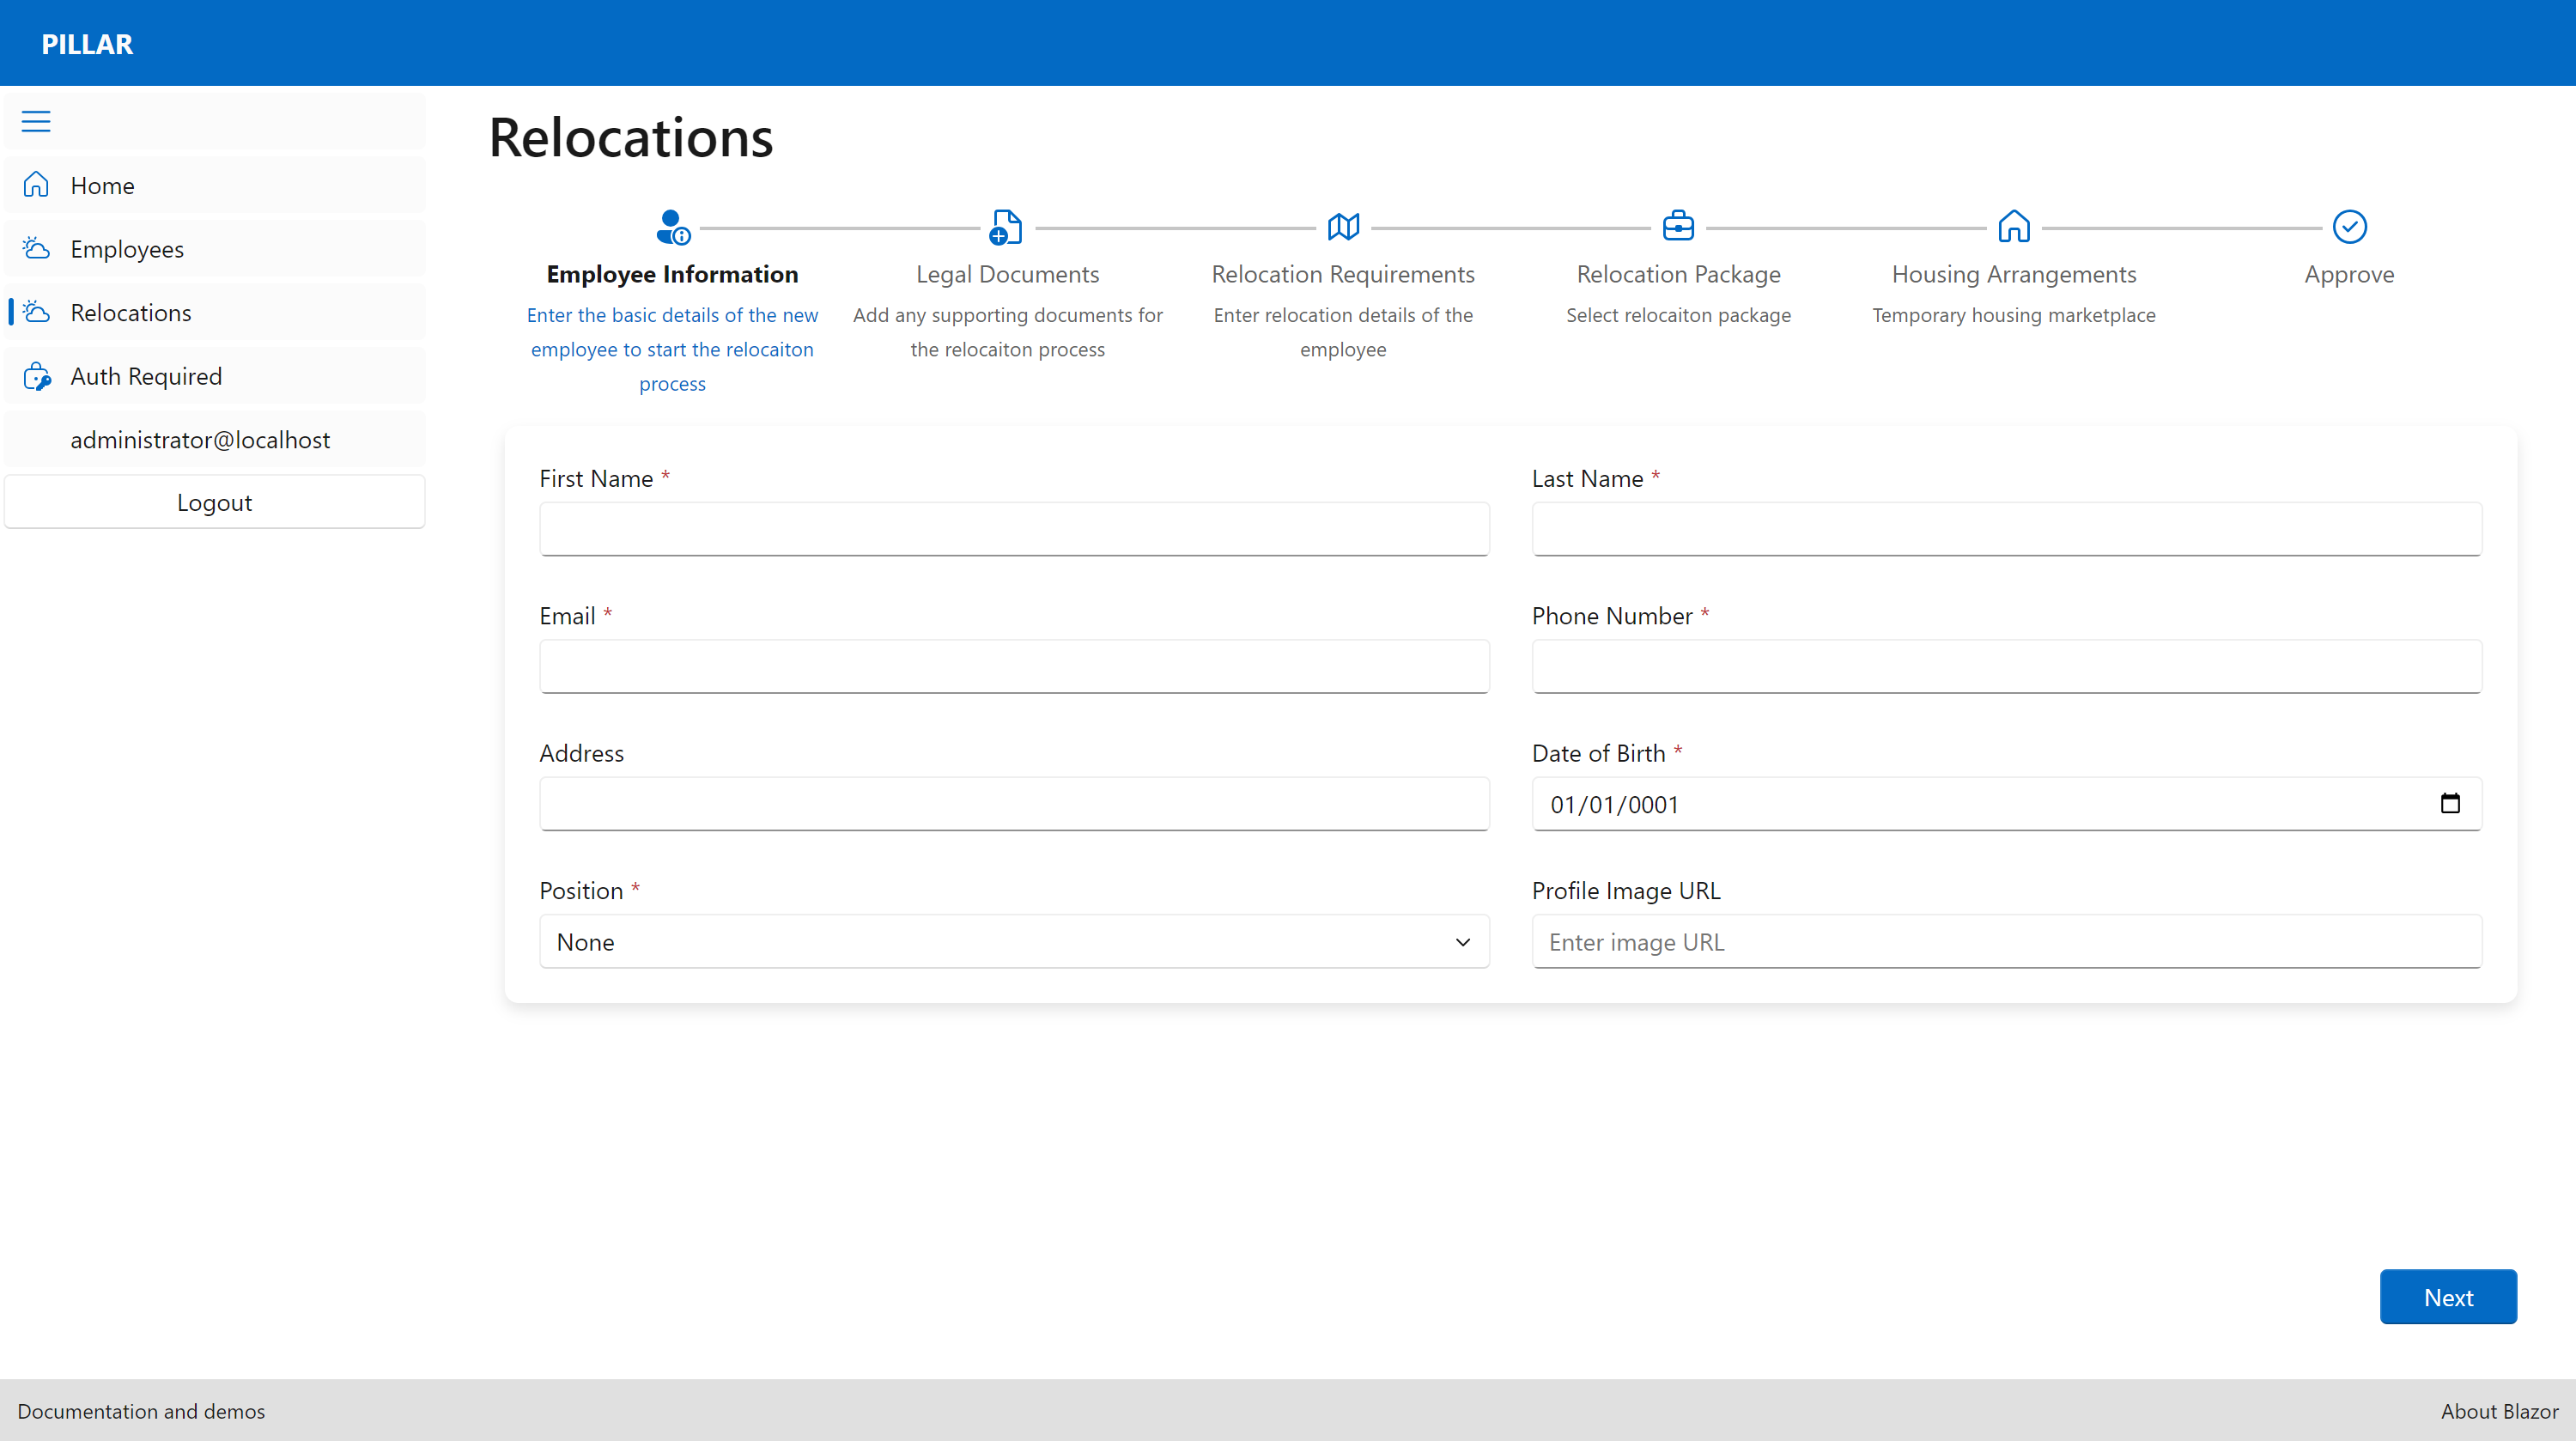 PILLAR
Home
Employees
Relocations
Auth Required
administrator@localhost
Logout
Relocations
Employee Information
Enter the basic details of the new
employee to start the relocaiton
process
Legal Documents
Add any supporting documents for
the relocaiton process
Relocation Requirements
Enter relocation details of the
employee
Relocation Package
Select relocaiton package
Housing Arrangements
Temporary housing marketplace
Approve
First Name *
Last Name *
Email *
Phone Number *
Address
Date of Birth *
01/01/0001
Position *
None
Profile Image URL
Enter image URL
Next
Documentation and demos
About Blazor